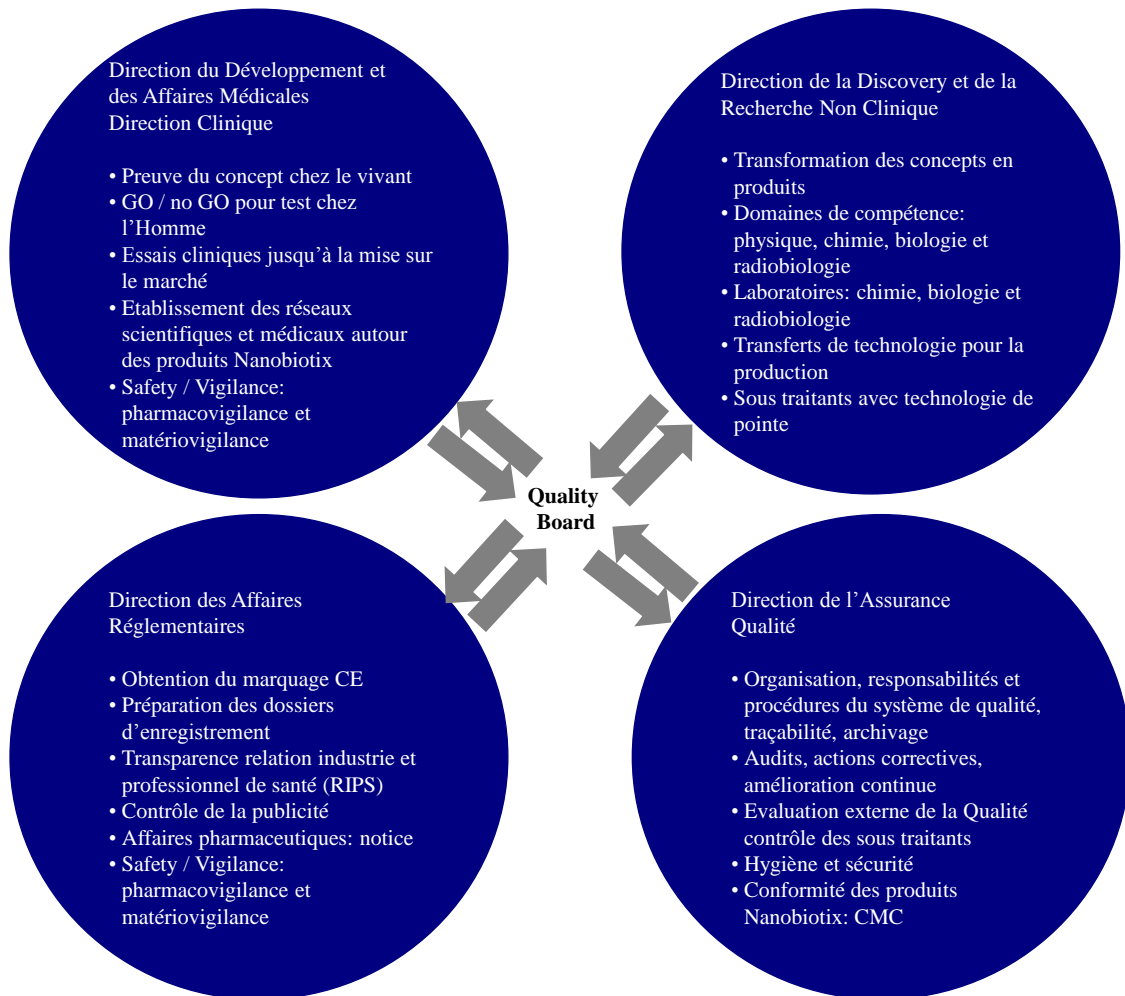 Direction du Développement et
des Affaires Médicales
Direction Clinique
• Preuve du concept chez le vivant
• GO / no GO pour test chez
l’Homme
• Essais cliniques jusqu’à la mise sur
le marché
• Etablissement des réseaux
scientifiques et médicaux autour
des produits Nanobiotix
• Safety / Vigilance:
pharmacovigilance et
matériovigilance
Direction de la Discovery et de la
Recherche Non Clinique
• Transformation des concepts en
produits
• Domaines de compétence:
physique, chimie, biologie et
radiobiologie
• Laboratoires: chimie, biologie et
radiobiologie
• Transferts de technologie pour la
production
• Sous traitants avec technologie de
pointe
Quality
Board
Direction des Affaires
Réglementaires
• Obtention du marquage CE
• Préparation des dossiers
d’enregistrement
• Transparence relation industrie et
professionnel de santé (RIPS)
• Contrôle de la publicité
• Affaires pharmaceutiques: notice
• Safety / Vigilance:
pharmacovigilance et
matériovigilance
Direction de l’Assurance
Qualité
• Organisation, responsabilités et
procédures du système de qualité,
traçabilité, archivage
• Audits, actions correctives,
amélioration continue
• Evaluation externe de la Qualité
contrôle des sous traitants
• Hygiène et sécurité
• Conformité des produits
Nanobiotix: CMC